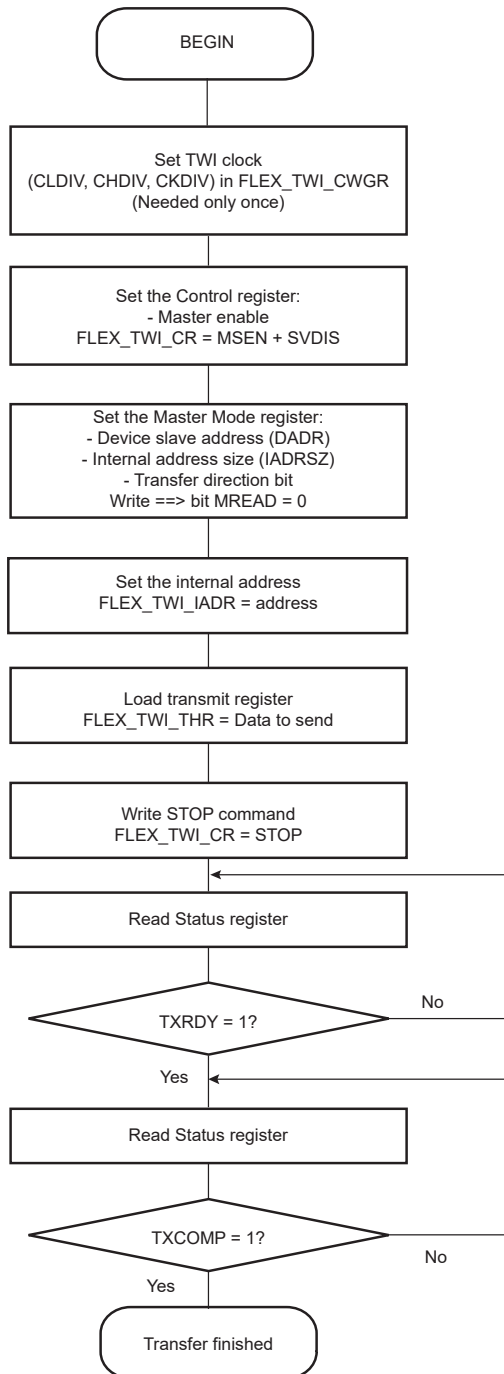 BEGIN
Set TWI clock
(CLDIV, CHDIV, CKDIV) in FLEX_TWI_CWGR
(Needed only once)
Set the Control register:
- Master enable
FLEX_TWI_CR = MSEN + SVDIS
Set the Master Mode register:
- Device slave address (DADR)
- Internal address size (IADRSZ)
- Transfer direction bit
Write ==> bit MREAD = 0
Set the internal address
FLEX_TWI_IADR = address
Load transmit register
FLEX_TWI_THR = Data to send
Write STOP command
FLEX_TWI_CR = STOP
Read Status register
TXRDY = 1?
No
Yes
Read Status register
TXCOMP = 1?
No
Yes
Transfer finished